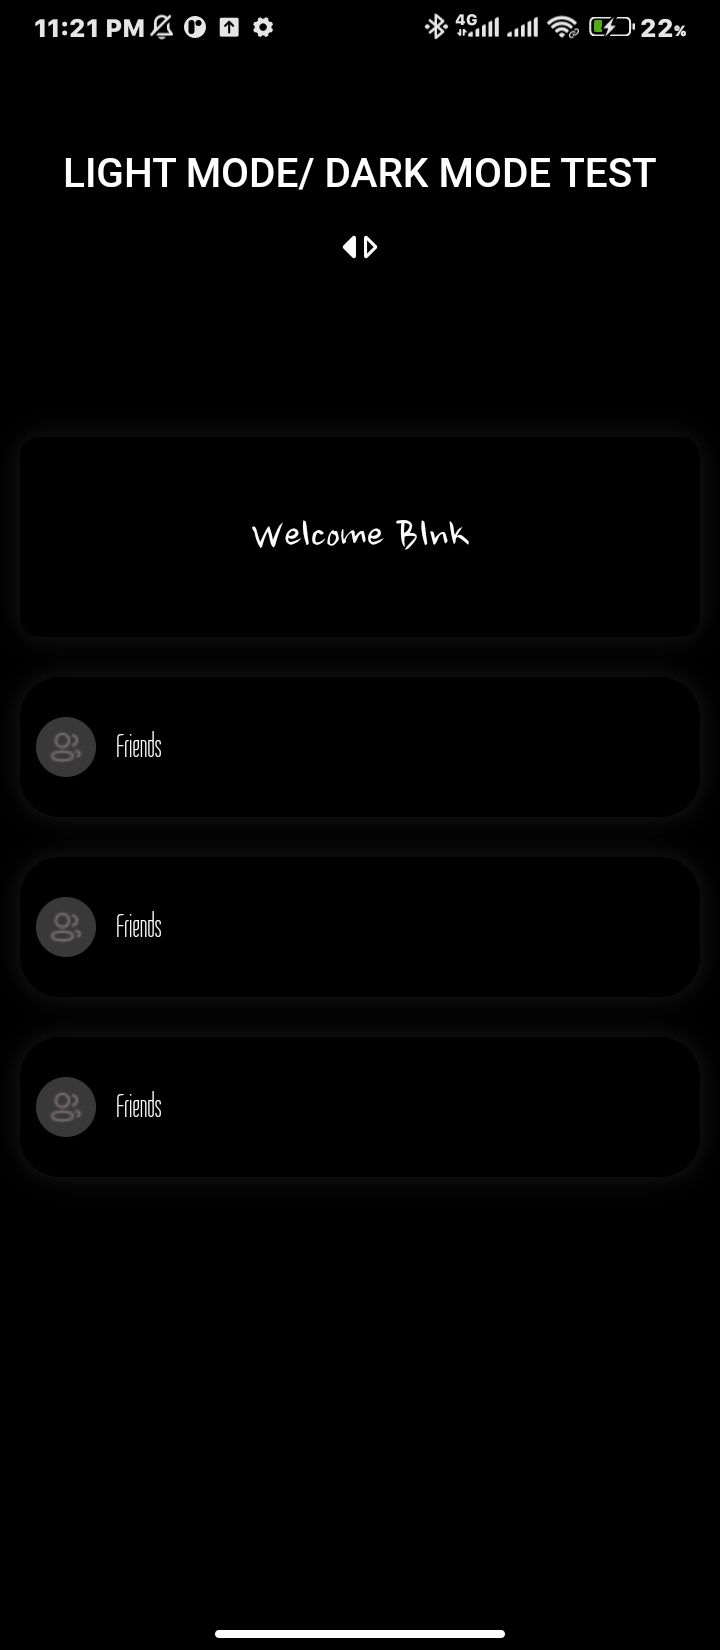 11:21 PM 4G 22%
LIGHT MODE/ DARK MODE TEST
Welcome Blnk
Friends
Friends
Friends